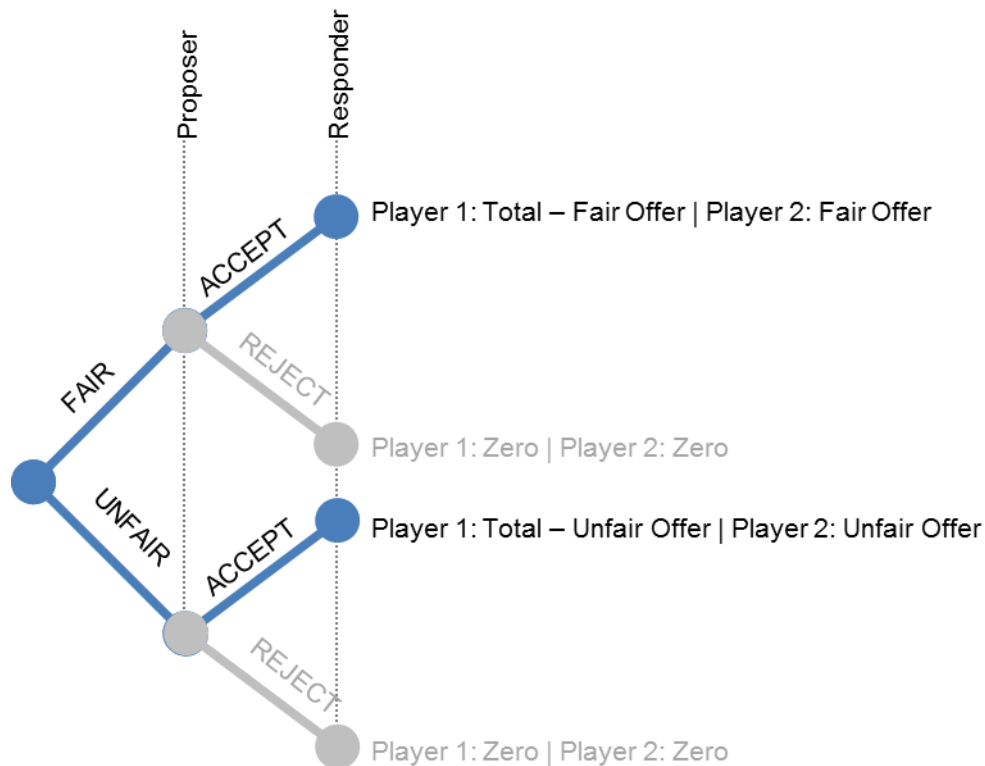 Proposer
Responder
Player 1: Total – Fair Offer | Player 2: Fair Offer
ACCEPT
REJECT
FAIR
Player 1: Zero | Player 2: Zero
UNFAIR
Player 1: Total – Unfair Offer | Player 2: Unfair Offer
ACCEPT
REJECT
Player 1: Zero | Player 2: Zero